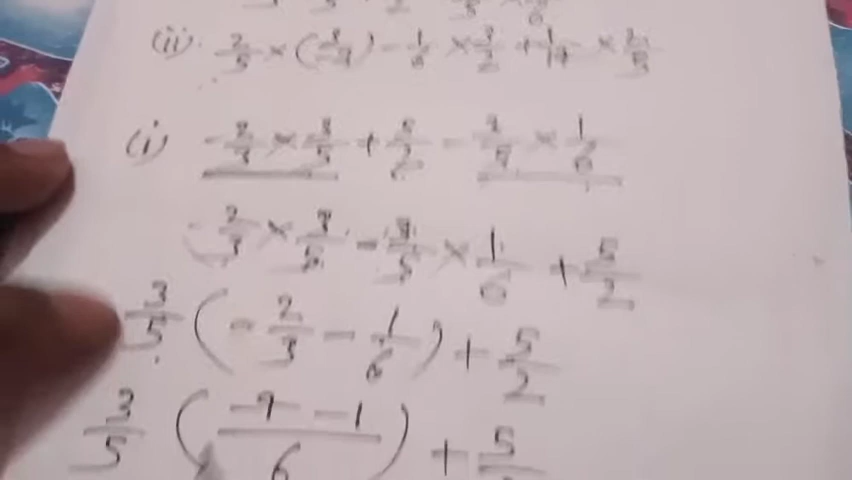 (ii). 2/5 × (3/-7) - 1/6 × 3/2 + 1/14 × 2/5
(i) -2/3 × 3/5 + 5/2 - 3/5 × 1/6
- 2/3 × 3/5 - 3/5 × 1/6 + 5/2
3/5 (- 2/3 - 1/6) + 5/2
3/5 ((-4 - 1)/6) + 5/